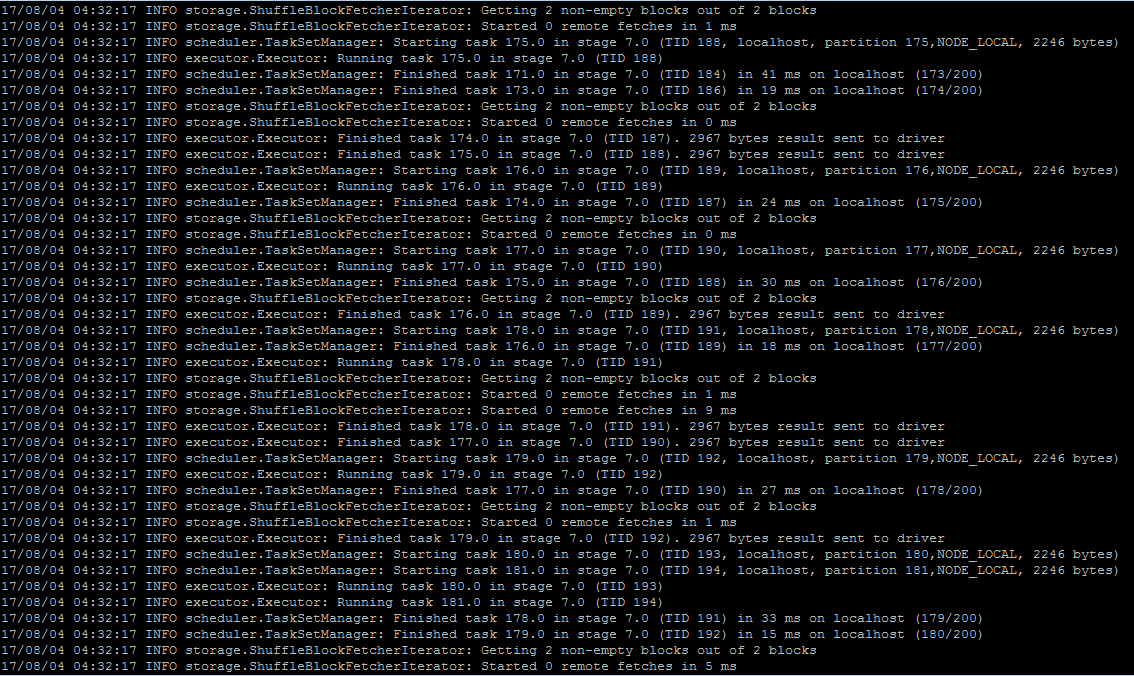 17/08/04 04:32:17 INFO storage.ShuffleBlockFetcherIterator: Getting 2 non-empty blocks out of 2 blocks
17/08/04 04:32:17 INFO storage.ShuffleBlockFetcherIterator: Started 0 remote fetches in 1 ms
17/08/04 04:32:17 INFO scheduler.TaskSetManager: Starting task 175.0 in stage 7.0 (TID 188, localhost, partition 175,NODE_LOCAL, 2246 bytes)
17/08/04 04:32:17 INFO executor.Executor: Running task 175.0 in stage 7.0 (TID 188)
17/08/04 04:32:17 INFO scheduler.TaskSetManager: Finished task 171.0 in stage 7.0 (TID 184) in 41 ms on localhost (173/200)
17/08/04 04:32:17 INFO scheduler.TaskSetManager: Finished task 173.0 in stage 7.0 (TID 186) in 19 ms on localhost (174/200)
17/08/04 04:32:17 INFO storage.ShuffleBlockFetcherIterator: Getting 2 non-empty blocks out of 2 blocks
17/08/04 04:32:17 INFO storage.ShuffleBlockFetcherIterator: Started 0 remote fetches in 0 ms
17/08/04 04:32:17 INFO executor.Executor: Finished task 174.0 in stage 7.0 (TID 187). 2967 bytes result sent to driver
17/08/04 04:32:17 INFO executor.Executor: Finished task 175.0 in stage 7.0 (TID 188). 2967 bytes result sent to driver
17/08/04 04:32:17 INFO scheduler.TaskSetManager: Starting task 176.0 in stage 7.0 (TID 189, localhost, partition 176,NODE_LOCAL, 2246 bytes)
17/08/04 04:32:17 INFO executor.Executor: Running task 176.0 in stage 7.0 (TID 189)
17/08/04 04:32:17 INFO scheduler.TaskSetManager: Finished task 174.0 in stage 7.0 (TID 187) in 24 ms on localhost (175/200)
17/08/04 04:32:17 INFO storage.ShuffleBlockFetcherIterator: Getting 2 non-empty blocks out of 2 blocks
17/08/04 04:32:17 INFO storage.ShuffleBlockFetcherIterator: Started 0 remote fetches in 0 ms
17/08/04 04:32:17 INFO scheduler.TaskSetManager: Starting task 177.0 in stage 7.0 (TID 190, localhost, partition 177,NODE_LOCAL, 2246 bytes)
17/08/04 04:32:17 INFO executor.Executor: Running task 177.0 in stage 7.0 (TID 190)
17/08/04 04:32:17 INFO scheduler.TaskSetManager: Finished task 175.0 in stage 7.0 (TID 188) in 30 ms on localhost (176/200)
17/08/04 04:32:17 INFO storage.ShuffleBlockFetcherIterator: Getting 2 non-empty blocks out of 2 blocks
17/08/04 04:32:17 INFO executor.Executor: Finished task 176.0 in stage 7.0 (TID 189). 2967 bytes result sent to driver
17/08/04 04:32:17 INFO scheduler.TaskSetManager: Starting task 178.0 in stage 7.0 (TID 191, localhost, partition 178,NODE_LOCAL, 2246 bytes)
17/08/04 04:32:17 INFO scheduler.TaskSetManager: Finished task 176.0 in stage 7.0 (TID 189) in 18 ms on localhost (177/200)
17/08/04 04:32:17 INFO executor.Executor: Running task 178.0 in stage 7.0 (TID 191)
17/08/04 04:32:17 INFO storage.ShuffleBlockFetcherIterator: Getting 2 non-empty blocks out of 2 blocks
17/08/04 04:32:17 INFO storage.ShuffleBlockFetcherIterator: Started 0 remote fetches in 1 ms
17/08/04 04:32:17 INFO storage.ShuffleBlockFetcherIterator: Started 0 remote fetches in 9 ms
17/08/04 04:32:17 INFO executor.Executor: Finished task 178.0 in stage 7.0 (TID 191). 2967 bytes result sent to driver
17/08/04 04:32:17 INFO executor.Executor: Finished task 177.0 in stage 7.0 (TID 190). 2967 bytes result sent to driver
17/08/04 04:32:17 INFO scheduler.TaskSetManager: Starting task 179.0 in stage 7.0 (TID 192, localhost, partition 179,NODE_LOCAL, 2246 bytes)
17/08/04 04:32:17 INFO executor.Executor: Running task 179.0 in stage 7.0 (TID 192)
17/08/04 04:32:17 INFO scheduler.TaskSetManager: Finished task 177.0 in stage 7.0 (TID 190) in 27 ms on localhost (178/200)
17/08/04 04:32:17 INFO storage.ShuffleBlockFetcherIterator: Getting 2 non-empty blocks out of 2 blocks
17/08/04 04:32:17 INFO storage.ShuffleBlockFetcherIterator: Started 0 remote fetches in 1 ms
17/08/04 04:32:17 INFO executor.Executor: Finished task 179.0 in stage 7.0 (TID 192). 2967 bytes result sent to driver
17/08/04 04:32:17 INFO scheduler.TaskSetManager: Starting task 180.0 in stage 7.0 (TID 193, localhost, partition 180,NODE_LOCAL, 2246 bytes)
17/08/04 04:32:17 INFO scheduler.TaskSetManager: Starting task 181.0 in stage 7.0 (TID 194, localhost, partition 181,NODE_LOCAL, 2246 bytes)
17/08/04 04:32:17 INFO executor.Executor: Running task 180.0 in stage 7.0 (TID 193)
17/08/04 04:32:17 INFO executor.Executor: Running task 181.0 in stage 7.0 (TID 194)
17/08/04 04:32:17 INFO scheduler.TaskSetManager: Finished task 178.0 in stage 7.0 (TID 191) in 33 ms on localhost (179/200)
17/08/04 04:32:17 INFO scheduler.TaskSetManager: Finished task 179.0 in stage 7.0 (TID 192) in 15 ms on localhost (180/200)
17/08/04 04:32:17 INFO storage.ShuffleBlockFetcherIterator: Getting 2 non-empty blocks out of 2 blocks
17/08/04 04:32:17 INFO storage.ShuffleBlockFetcherIterator: Started 0 remote fetches in 5 ms